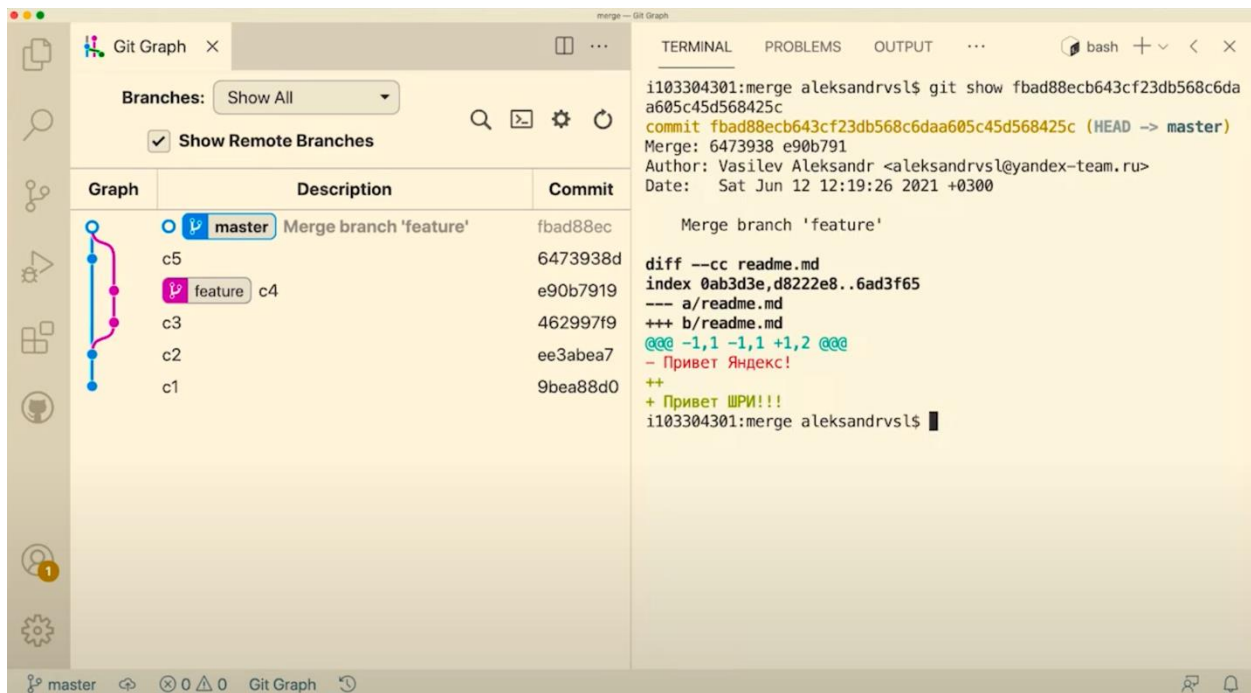 merge — Git Graph
Git Graph
Branches: Show All
Show Remote Branches
Graph Description Commit
master Merge branch 'feature' fbad88ec
c5 6473938d
feature c4 e90b7919
c3 462997f9
c2 ee3abea7
c1 9bea88d0
TERMINAL PROBLEMS OUTPUT ... bash
i103304301:merge aleksandrvsl$ git show fbad88ecb643cf23db568c6da
a605c45d568425c
commit fbad88ecb643cf23db568c6daa605c45d568425c (HEAD -> master)
Merge: 6473938 e90b791
Author: Vasilev Aleksandr <aleksandrvsl@yandex-team.ru>
Date: Sat Jun 12 12:19:26 2021 +0300
Merge branch 'feature'
diff --cc readme.md
index 0ab3d3e,d8222e8..6ad3f65
--- a/readme.md
+++ b/readme.md
@@@ -1,1 -1,1 +1,2 @@@
- Привет Яндекс!
++
+ Привет ШРИ!!!
i103304301:merge aleksandrvsl$
1
master 0 0 Git Graph